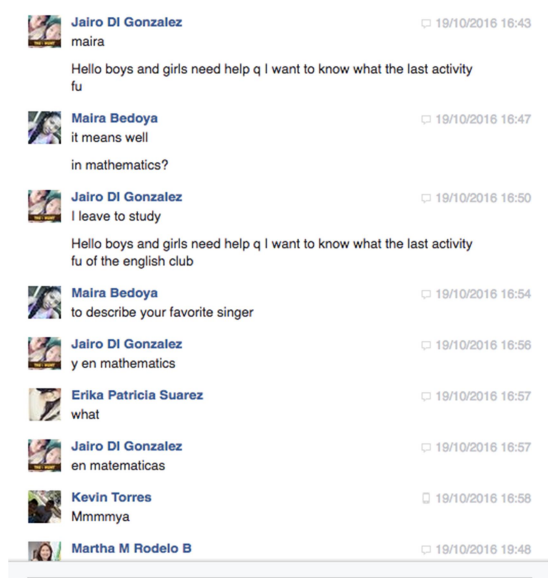 Jairo Dl Gonzalez 19/10/2016 16:43
maira
Hello boys and girls need help q I want to know what the last activity
fu
Maira Bedoya 19/10/2016 16:47
it means well
in mathematics?
Jairo Dl Gonzalez 19/10/2016 16:50
I leave to study
Hello boys and girls need help q I want to know what the last activity
fu of the english club
Maira Bedoya 19/10/2016 16:54
to describe your favorite singer
Jairo Dl Gonzalez 19/10/2016 16:56
y en mathematics
Erika Patricia Suarez 19/10/2016 16:57
what
Jairo Dl Gonzalez 19/10/2016 16:57
en matematicas
Kevin Torres 19/10/2016 16:58
Mmmmya
Martha M Rodelo B 19/10/2016 19:48